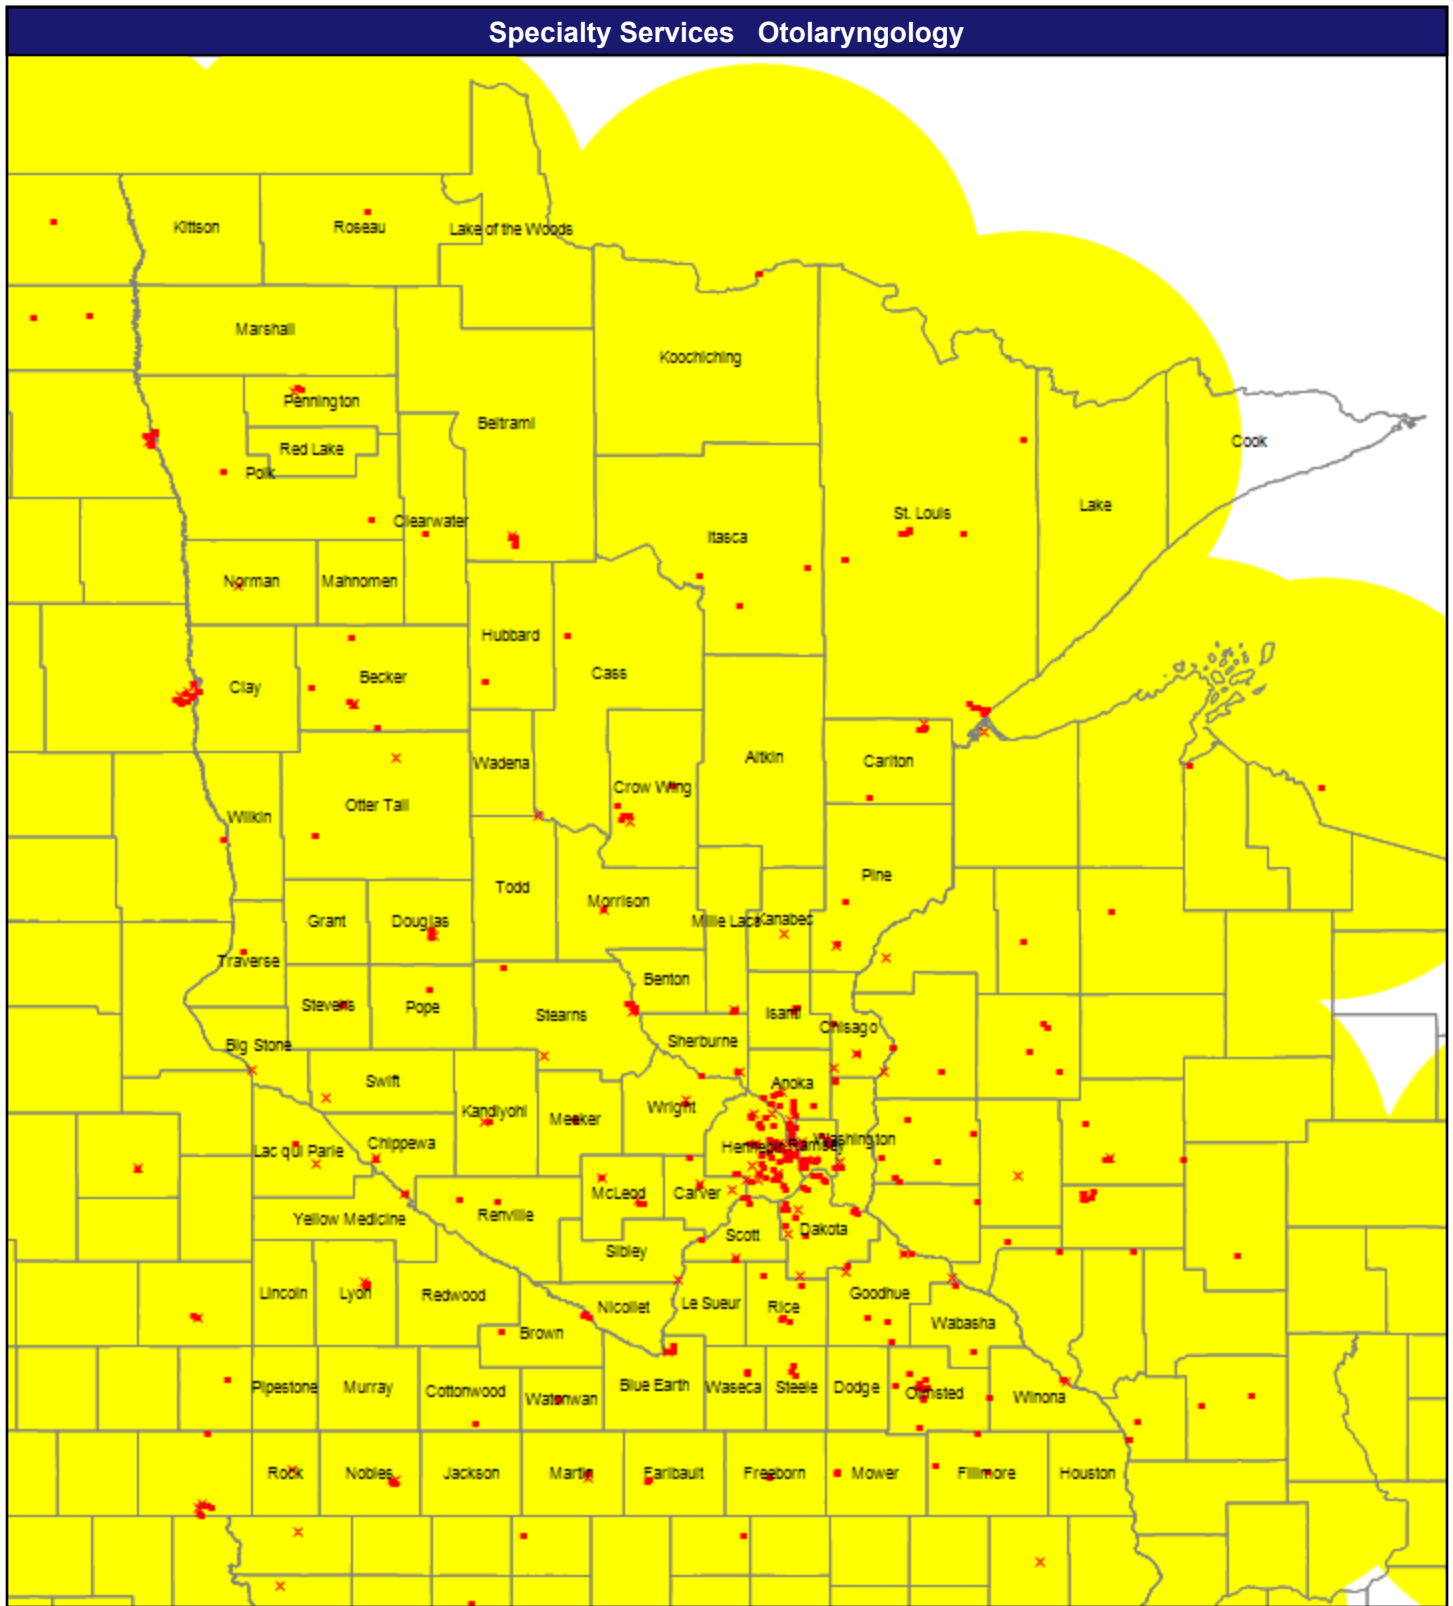 Specialty Services Otolaryngology
Kittson
Roseau
Lake of the Woods
Marshall
Koochiching
Pennington
Beltrami
Red Lake
Polk
Cook
Clearwater
St. Louis
Lake
Itasca
Norman
Mahnomen
Hubbard
Cass
Clay
Becker
Wadena
Aitkin
Carlton
Crow Wing
Otter Tail
Wilkin
Pine
Todd
Morrison
Grant
Douglas
Mille Lacs
Kanabec
Traverse
Benton
Stevens
Pope
Stearns
Isanti
Chisago
Big Stone
Sherburne
Swift
Anoka
Kandiyohi
Meeker
Wright
Lac qui Parle
Chippewa
Hennepin
Ramsey
Washington
McLeod
Carver
Yellow Medicine
Renville
Scott
Dakota
Sibley
Lincoln
Lyon
Redwood
Nicollet
Le Sueur
Rice
Goodhue
Brown
Wabasha
Pipestone
Murray
Cottonwood
Watonwan
Blue Earth
Waseca
Steele
Dodge
Olmsted
Winona
Rock
Nobles
Jackson
Martin
Faribault
Freeborn
Mower
Fillmore
Houston